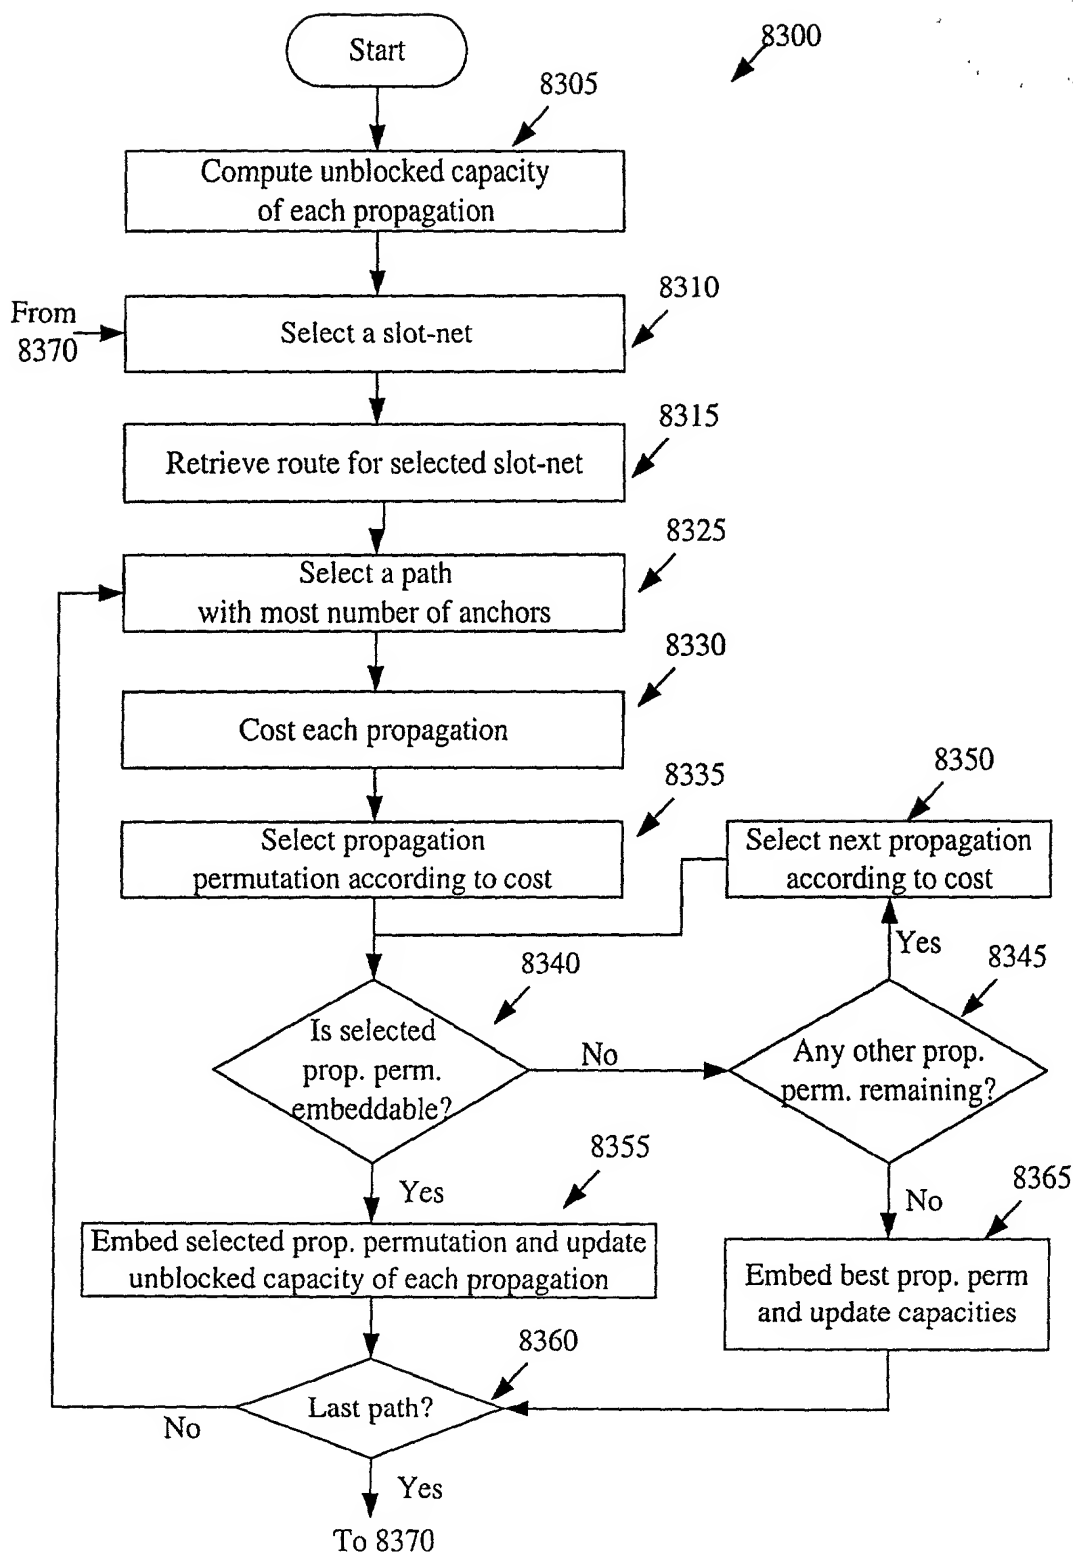 Start
8300
8305
Compute unblocked capacity
of each propagation
8310
From
8370
Select a slot-net
8315
Retrieve route for selected slot-net
8325
Select a path
with most number of anchors
8330
Cost each propagation
8335
8350
Select propagation
permutation according to cost
Select next propagation
according to cost
Yes
8340
8345
Is selected
prop. perm.
embeddable?
No
Any other prop.
perm. remaining?
8355
Yes
No
8365
Embed selected prop. permutation and update
unblocked capacity of each propagation
Embed best prop. perm
and update capacities
8360
Last path?
No
Yes
To 8370